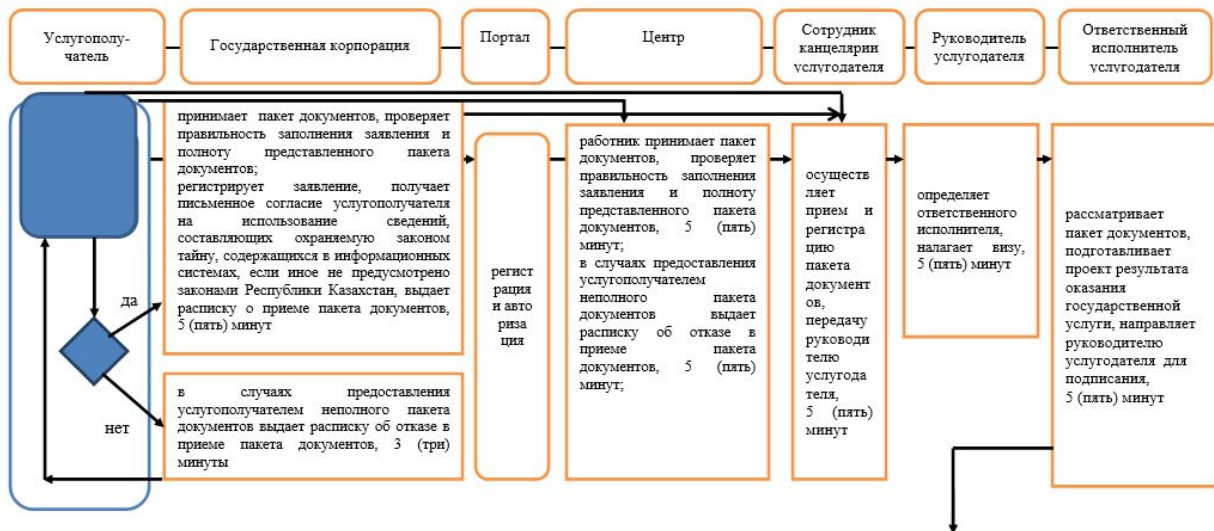 Услугополу-
чатель
Государственная корпорация
Портал
Центр
Сотрудник
канцелярии
услугодателя
Руководитель
услугодателя
Ответственный
исполнитель
услугодателя
принимает пакет документов, проверяет
правильность заполнения заявления и
полноту представленного пакета
документов;
регистрирует заявление, получает
письменное согласие услугополучателя
на использование сведений,
составляющих охраняемую законом
тайну, содержащихся в информационных
системах, если иное не предусмотрено
законами Республики Казахстан, выдает
расписку о приеме пакета документов,
5 (пять) минут
да
нет
в случаях предоставления
услугополучателем неполного пакета
документов выдает расписку об отказе в
приеме пакета документов, 3 (три)
минуты
регист
рация
и авто
риза
ция
работник принимает пакет
документов, проверяет
правильность заполнения
заявления и полноту
представленного пакета
документов, 5 (пять)
минут;
в случаях предоставления
услугополучателем
неполного пакета
документов выдает
расписку об отказе в
приеме пакета
документов, 5 (пять)
минут;
осуществ
ляет
прием и
регистра
цию
пакета
документ
ов,
передачу
руководи
телю
услугода
теля,
5 (пять)
минут
определяет
ответственного
исполнителя,
налагает визу,
5 (пять) минут
рассматривает
пакет документов,
подготавливает
проект результата
оказания
государственной
услуги, направляет
руководителю
услугодателя для
подписания,
5 (пять) минут